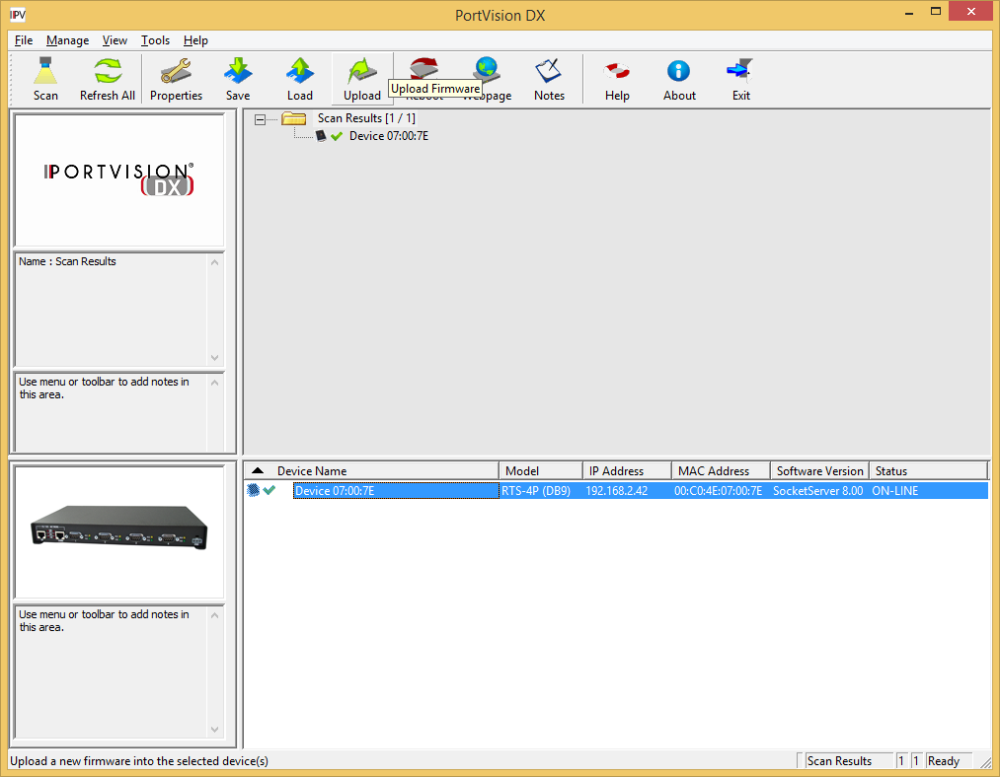 IPV PortVision DX
File Manage View Tools Help
Scan Refresh All Properties Save Load Upload Reboot Webpage Notes Help About Exit
Upload Firmware
PORTVISION®
DX
Scan Results [1 / 1]
Device 07:00:7E
Name : Scan Results
Use menu or toolbar to add notes in
this area.
Device Name Model IP Address MAC Address Software Version Status
Device 07:00:7E RTS-4P (DB9) 192.168.2.42 00:C0:4E:07:00:7E SocketServer 8.00 ON-LINE
Use menu or toolbar to add notes in
this area.
Upload a new firmware into the selected device(s) Scan Results 1 1 Ready